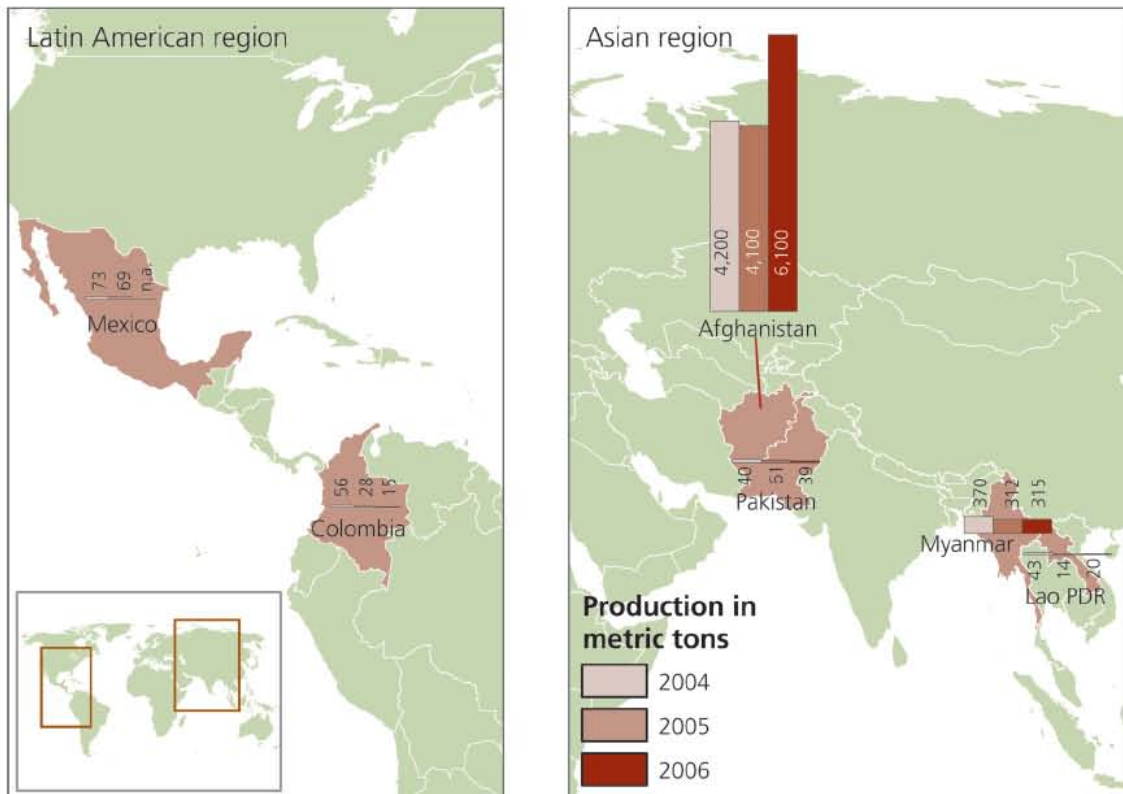 Latin American region
73
69
n.a.
Mexico
56
28
15
Colombia
Asian region
4,200
4,100
6,100
Afghanistan
40
51
39
Pakistan
370
312
315
Myanmar
43
14
20
Lao PDR
Production in
metric tons
2004
2005
2006